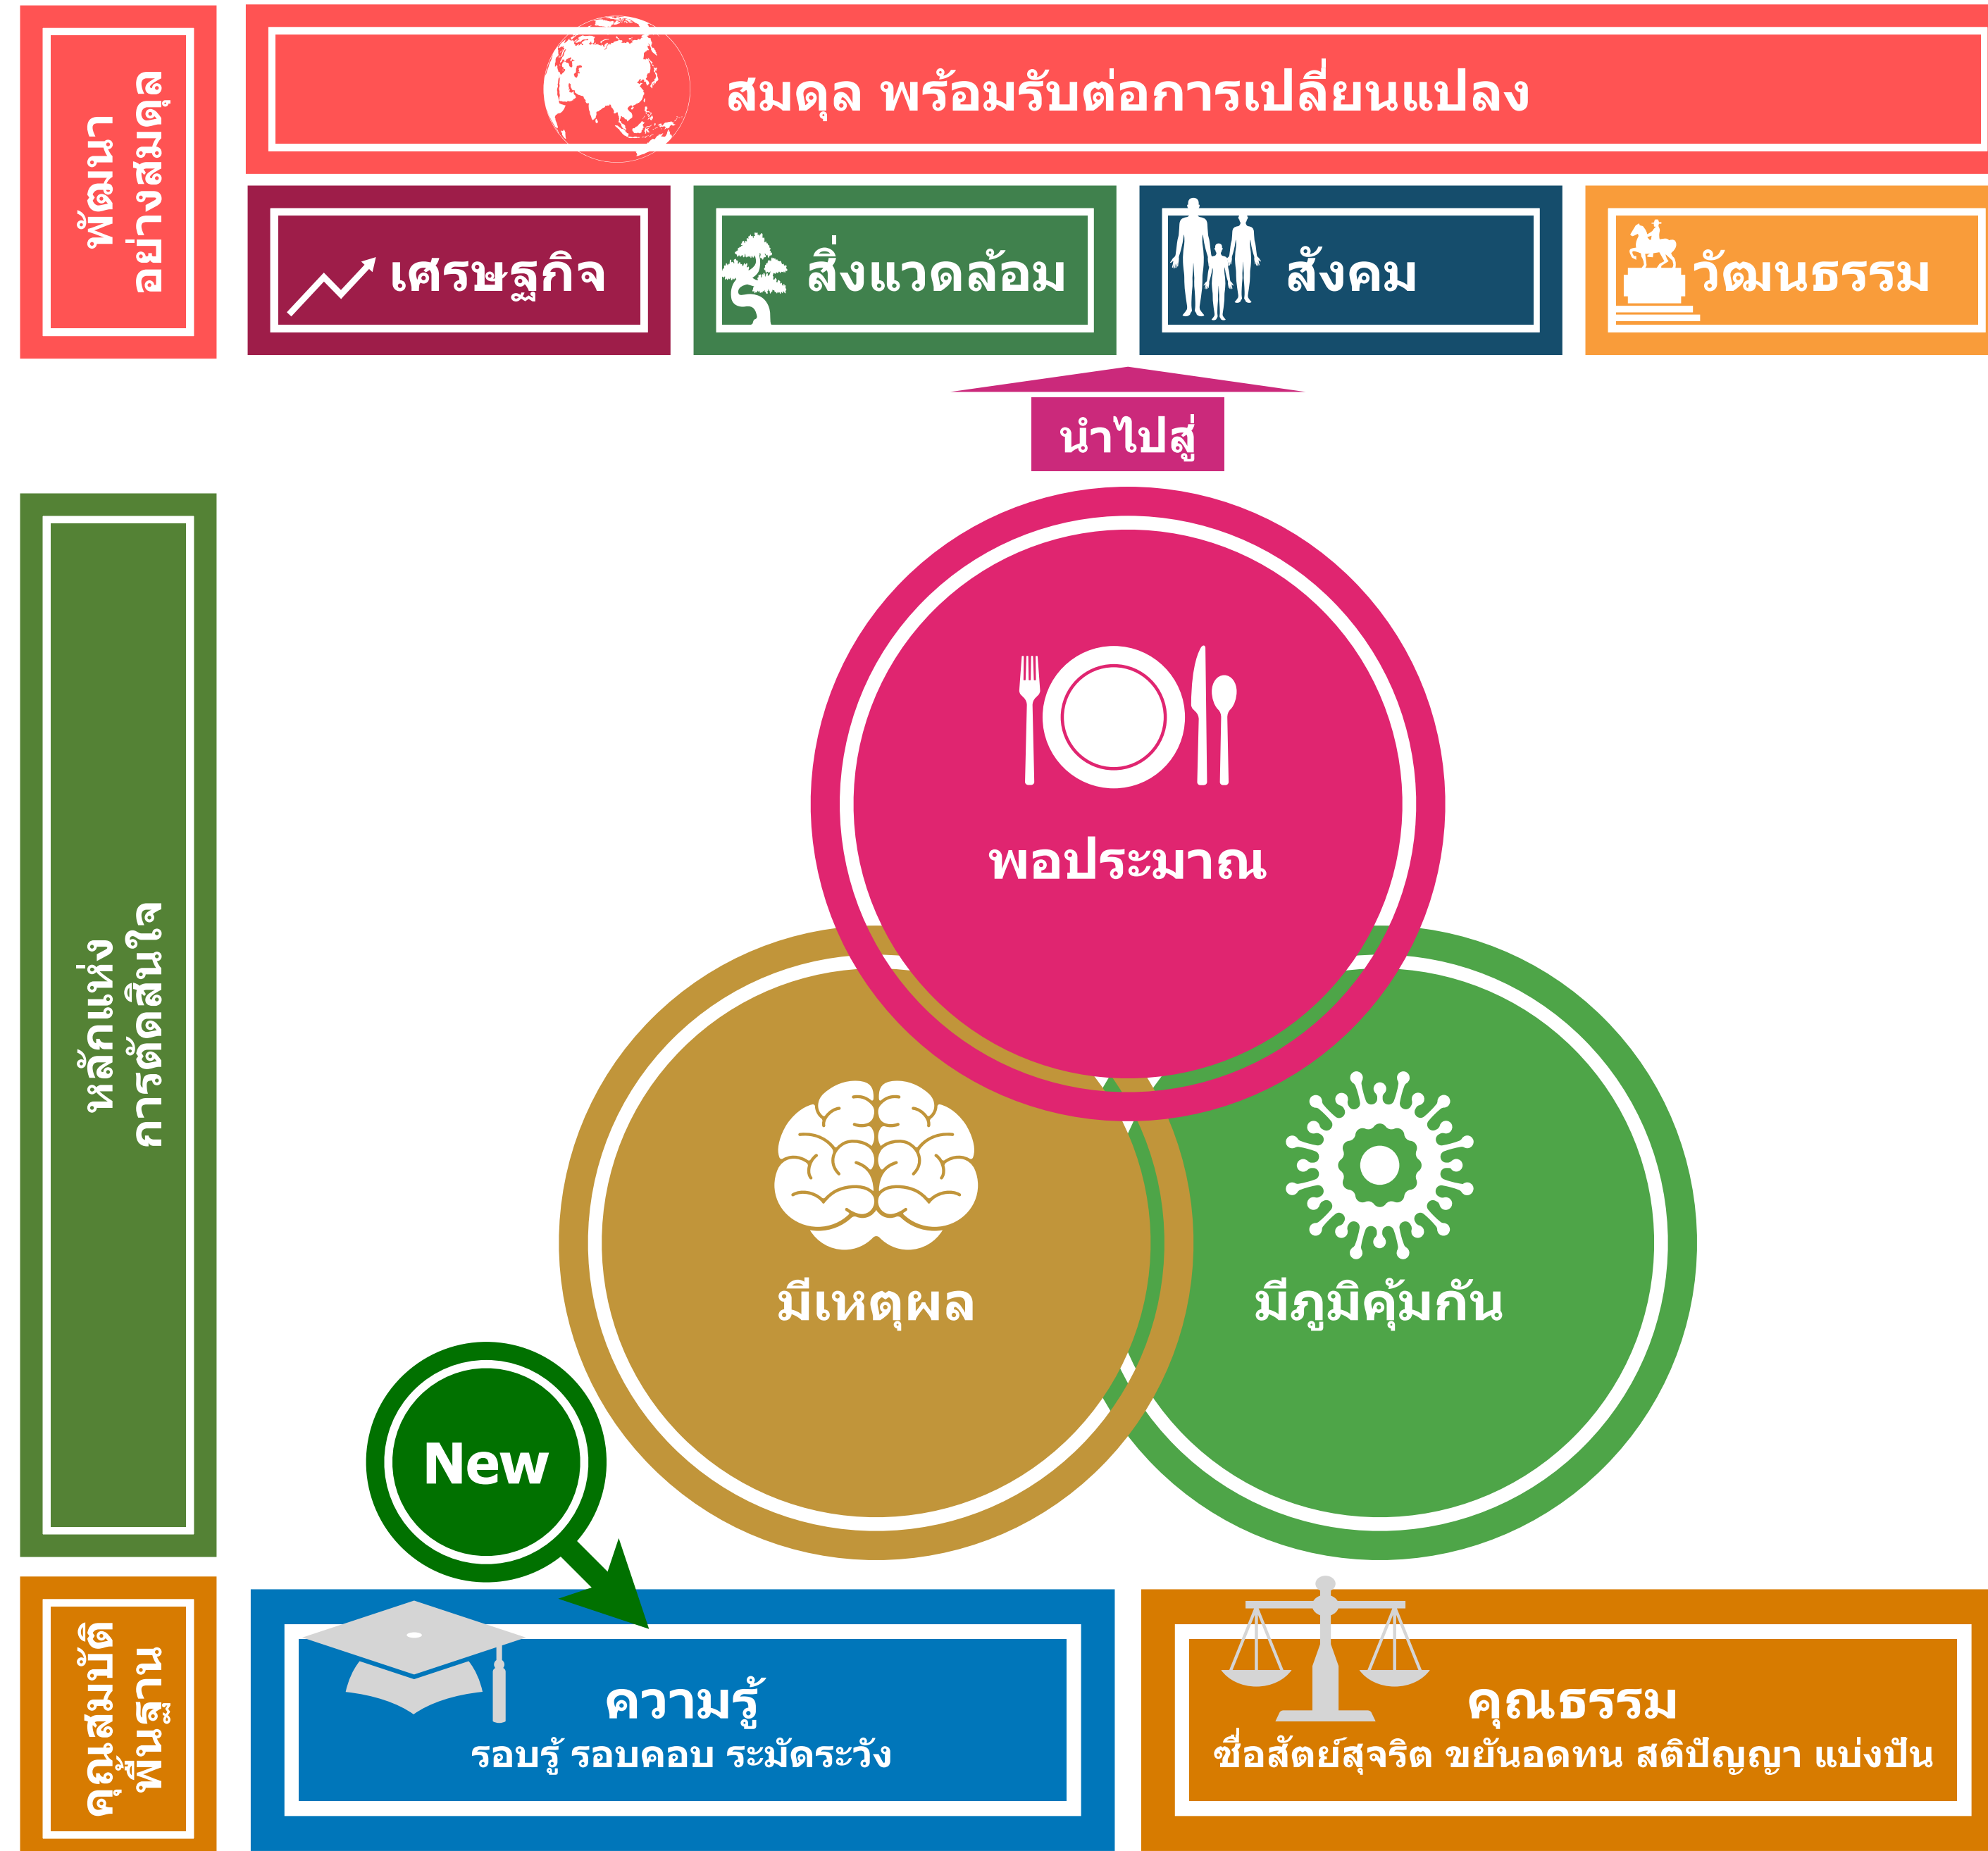 พัฒนา
อย่างสมดุล
สมดุล พร้อมรับต่อการเปลี่ยนแปลง
เศรษฐกิจ
สิ่งแวดล้อม
สังคม
วัฒนธรรม
นำไปสู่
หลักแห่ง
การตัดสินใจ
พอประมาณ
มีเหตุผล
มีภูมิคุ้มกัน
New
คุณสมบัติ
พื้นฐาน
ความรู้
รอบรู้ รอบคอบ ระมัดระวัง
คุณธรรม
ซื่อสัตย์สุจริต ขยันอดทน สติปัญญา แบ่งปัน